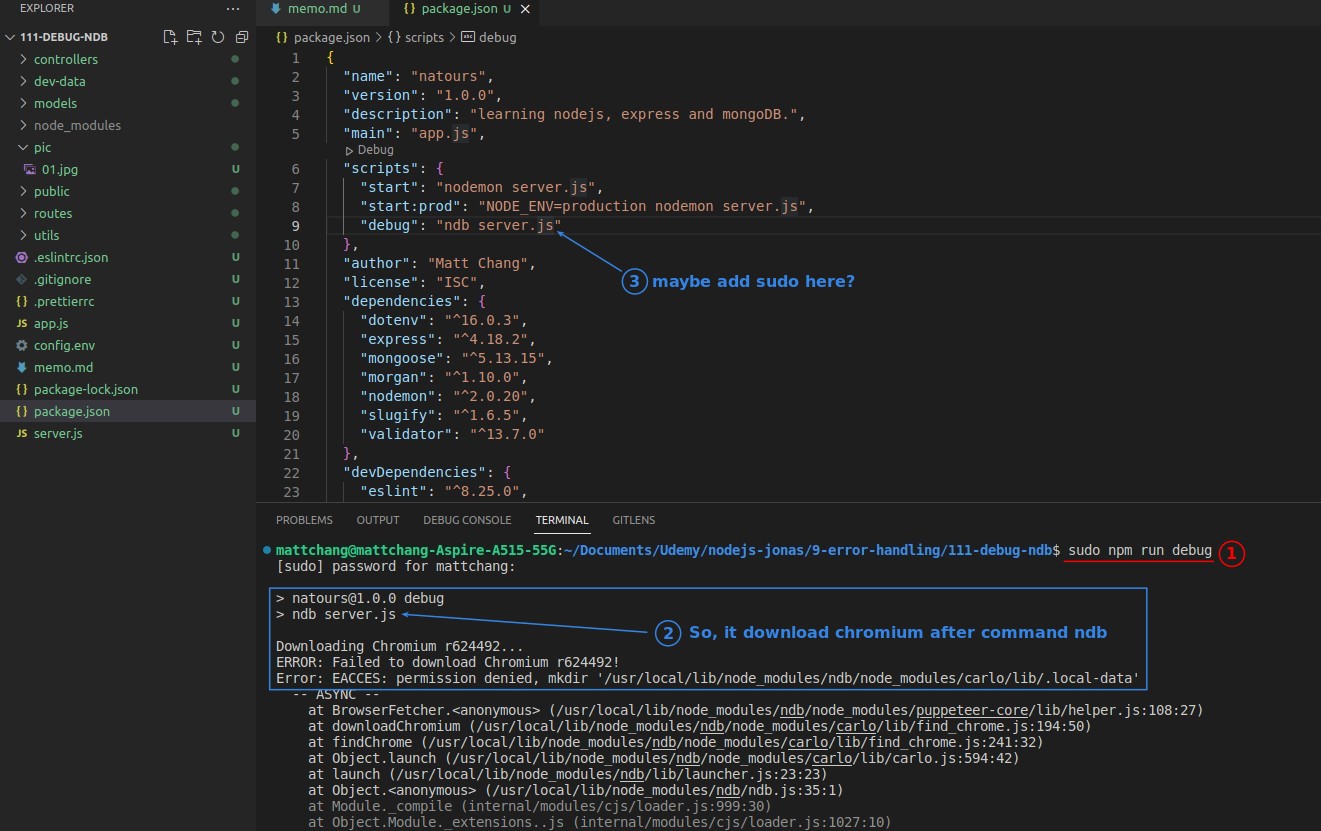 EXPLORER ...
memo.md U
{} package.json U ×
111-DEBUG-NDB
{} package.json > {} scripts > abc debug
controllers
dev-data
models
node_modules
pic
01.jpg U
public
routes
utils
.eslintrc.json U
.gitignore U
{} .prettierrc U
JS app.js U
config.env U
memo.md U
{} package-lock.json U
{} package.json U
JS server.js U
1 {
2 "name": "natours",
3 "version": "1.0.0",
4 "description": "learning nodejs, express and mongoDB.",
5 "main": "app.js",
Debug
6 "scripts": {
7 "start": "nodemon server.js",
8 "start:prod": "NODE_ENV=production nodemon server.js",
9 "debug": "ndb server.js"
10 },
11 "author": "Matt Chang",
12 "license": "ISC",
13 "dependencies": {
14 "dotenv": "^16.0.3",
15 "express": "^4.18.2",
16 "mongoose": "^5.13.15",
17 "morgan": "^1.10.0",
18 "nodemon": "^2.0.20",
19 "slugify": "^1.6.5",
20 "validator": "^13.7.0"
21 },
22 "devDependencies": {
23 "eslint": "^8.25.0",
3 maybe add sudo here?
PROBLEMS OUTPUT DEBUG CONSOLE TERMINAL GITLENS
mattchang@mattchang-Aspire-A515-55G:~/Documents/Udemy/nodejs-jonas/9-error-handling/111-debug-ndb$ sudo npm run debug 1
[sudo] password for mattchang:
> natours@1.0.0 debug
> ndb server.js
2 So, it download chromium after command ndb
Downloading Chromium r624492...
ERROR: Failed to download Chromium r624492!
Error: EACCES: permission denied, mkdir '/usr/local/lib/node_modules/ndb/node_modules/carlo/lib/.local-data'
-- ASYNC --
at BrowserFetcher.<anonymous> (/usr/local/lib/node_modules/ndb/node_modules/puppeteer-core/lib/helper.js:108:27)
at downloadChromium (/usr/local/lib/node_modules/ndb/node_modules/carlo/lib/find_chrome.js:194:50)
at findChrome (/usr/local/lib/node_modules/ndb/node_modules/carlo/lib/find_chrome.js:241:32)
at Object.launch (/usr/local/lib/node_modules/ndb/node_modules/carlo/lib/carlo.js:594:42)
at launch (/usr/local/lib/node_modules/ndb/lib/launcher.js:23:23)
at Object.<anonymous> (/usr/local/lib/node_modules/ndb/ndb.js:35:1)
at Module._compile (internal/modules/cjs/loader.js:999:30)
at Object.Module._extensions..js (internal/modules/cjs/loader.js:1027:10)